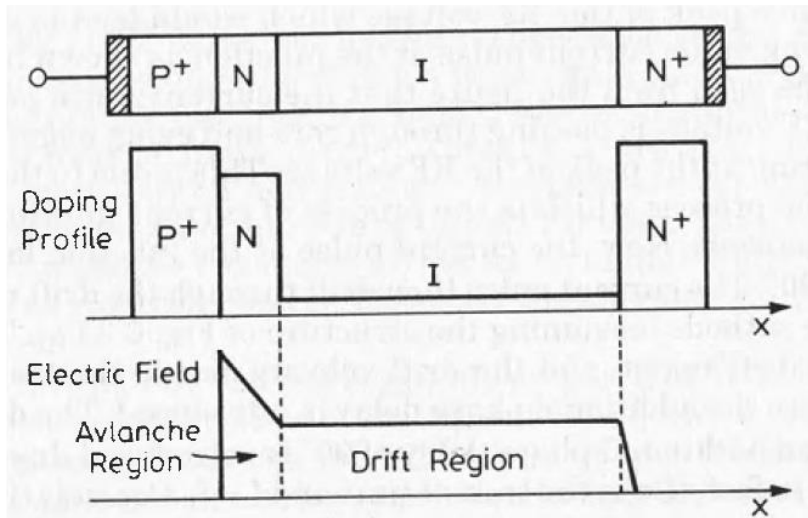 P+ N I N+
Doping
Profile
P+ N I N+
X
Electric Field
Avlanche
Region
Drift Region
X